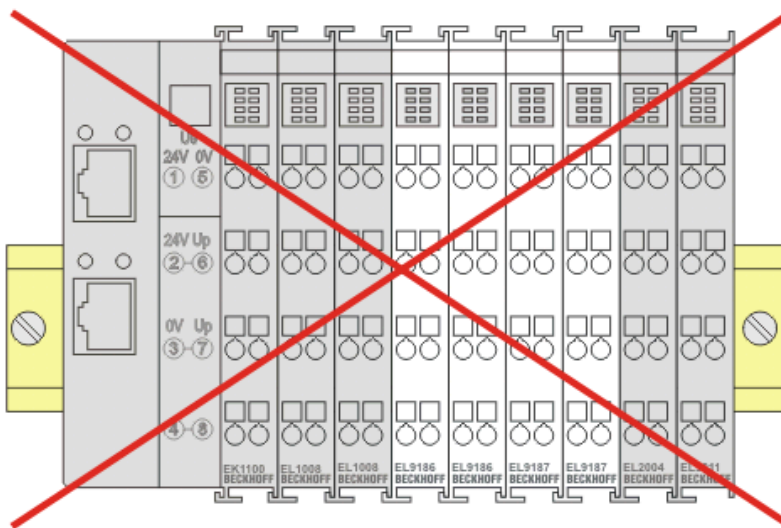 Us
24V 0V
1 5
24V Up
2 6
0V Up
3 7
4 8
EK1100 EL1008 EL1008 EL9186 EL9186 EL9187 EL9187 EL2004
BECKHOFF BECKHOFF BECKHOFF BECKHOFF BECKHOFF BECKHOFF BECKHOFF BECKHOFF BECKHOFF